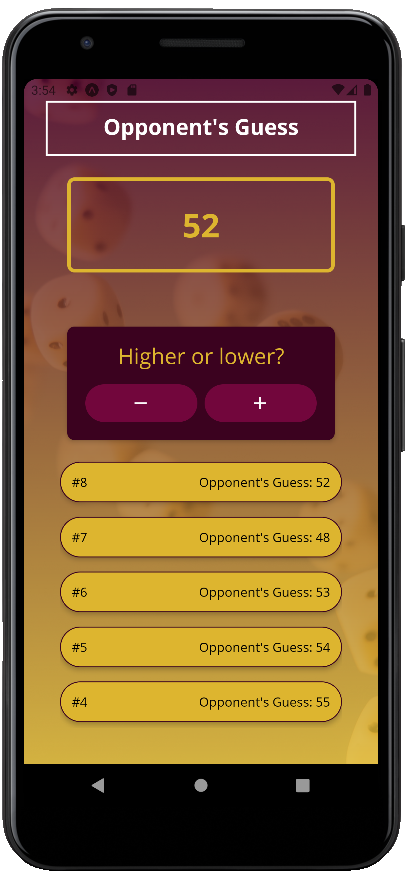 3:54
Opponent's Guess
52
Higher or lower?
− +
#8 Opponent's Guess: 52
#7 Opponent's Guess: 48
#6 Opponent's Guess: 53
#5 Opponent's Guess: 54
#4 Opponent's Guess: 55